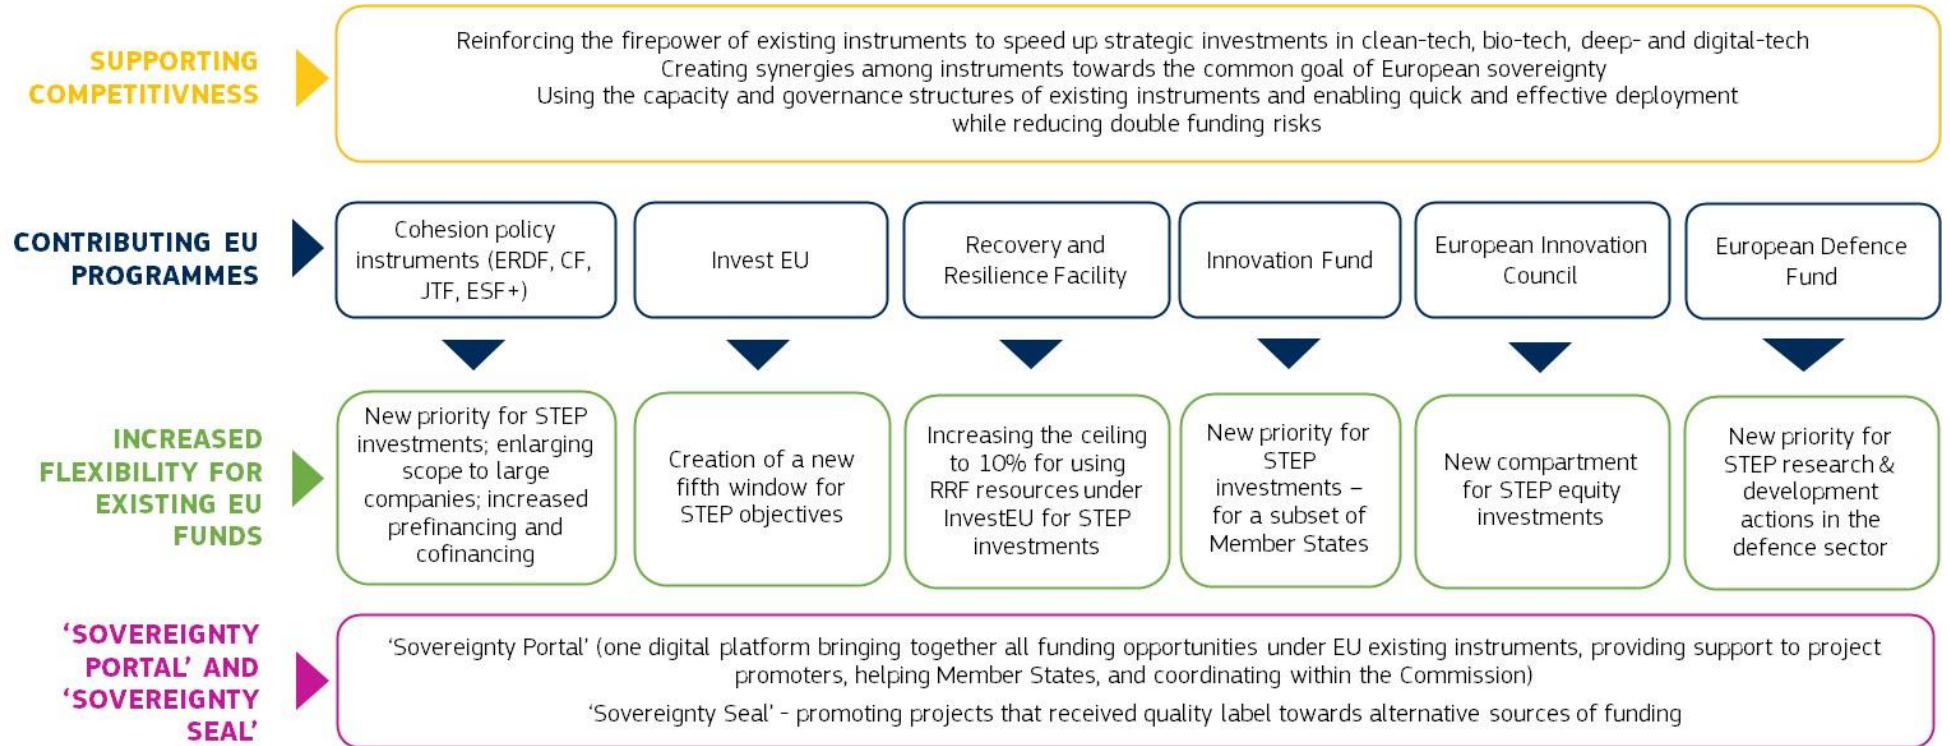 SUPPORTING
COMPETITIVNESS
Reinforcing the firepower of existing instruments to speed up strategic investments in clean-tech, bio-tech, deep- and digital-tech
Creating synergies among instruments towards the common goal of European sovereignty
Using the capacity and governance structures of existing instruments and enabling quick and effective deployment
while reducing double funding risks
CONTRIBUTING EU
PROGRAMMES
Cohesion policy
instruments (ERDF, CF,
JTF, ESF+)
Invest EU
Recovery and
Resilience Facility
Innovation Fund
European Innovation
Council
European Defence
Fund
INCREASED
FLEXIBILITY FOR
EXISTING EU
FUNDS
New priority for STEP
investments; enlarging
scope to large
companies; increased
prefinancing and
cofinancing
Creation of a new
fifth window for
STEP objectives
Increasing the ceiling
to 10% for using
RRF resources under
InvestEU for STEP
investments
New priority for
STEP
investments –
for a subset of
Member States
New compartment
for STEP equity
investments
New priority for
STEP research &
development
actions in the
defence sector
‘SOVEREIGNTY
PORTAL’ AND
‘SOVEREIGNTY
SEAL’
‘Sovereignty Portal’ (one digital platform bringing together all funding opportunities under EU existing instruments, providing support to project
promoters, helping Member States, and coordinating within the Commission)
‘Sovereignty Seal’ - promoting projects that received quality label towards alternative sources of funding